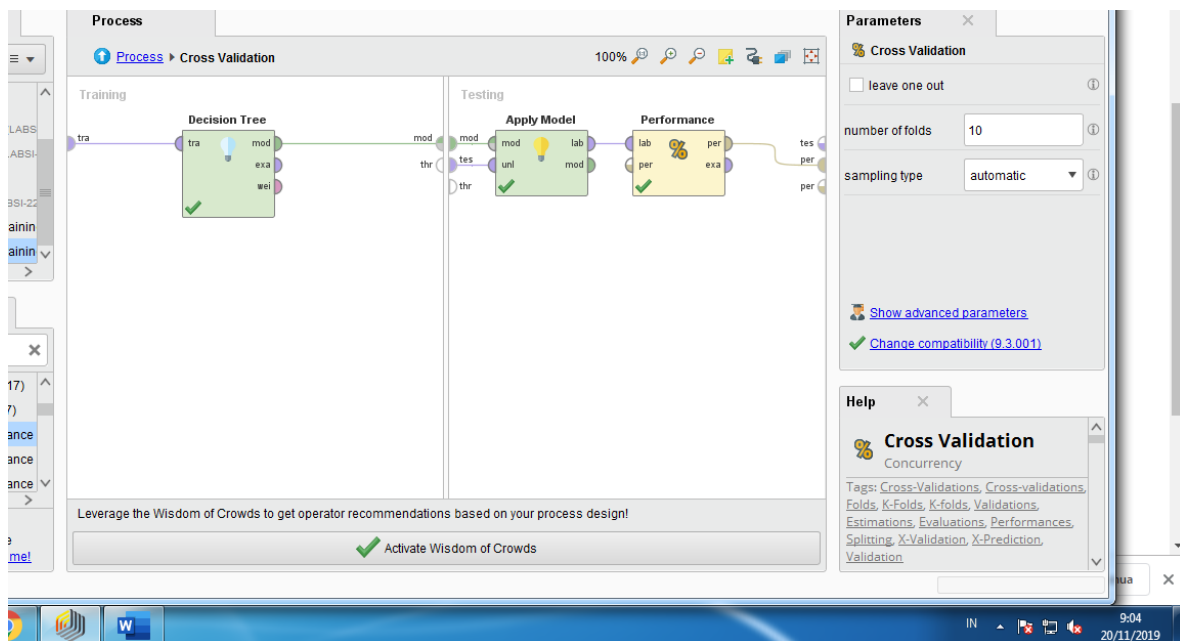 Process
Process ▸ Cross Validation
100%
Training
Testing
Decision Tree
tra
tra
mod
exa
wei
mod
thr
Apply Model
mod
tes
thr
mod
unl
lab
mod
Performance
lab
per
per
exa
tes
per
per
Leverage the Wisdom of Crowds to get operator recommendations based on your process design!
Activate Wisdom of Crowds
Parameters
Cross Validation
leave one out
number of folds
10
sampling type
automatic
Show advanced parameters
Change compatibility (9.3.001)
Help
Cross Validation
Concurrency
Tags: Cross-Validations, Cross-validations,
Folds, K-Folds, K-folds, Validations,
Estimations, Evaluations, Performances,
Splitting, X-Validation, X-Prediction,
Validation
ainin
ainin
17)
7)
ance
ance
ance
me!
hua
W
IN
9:04
20/11/2019